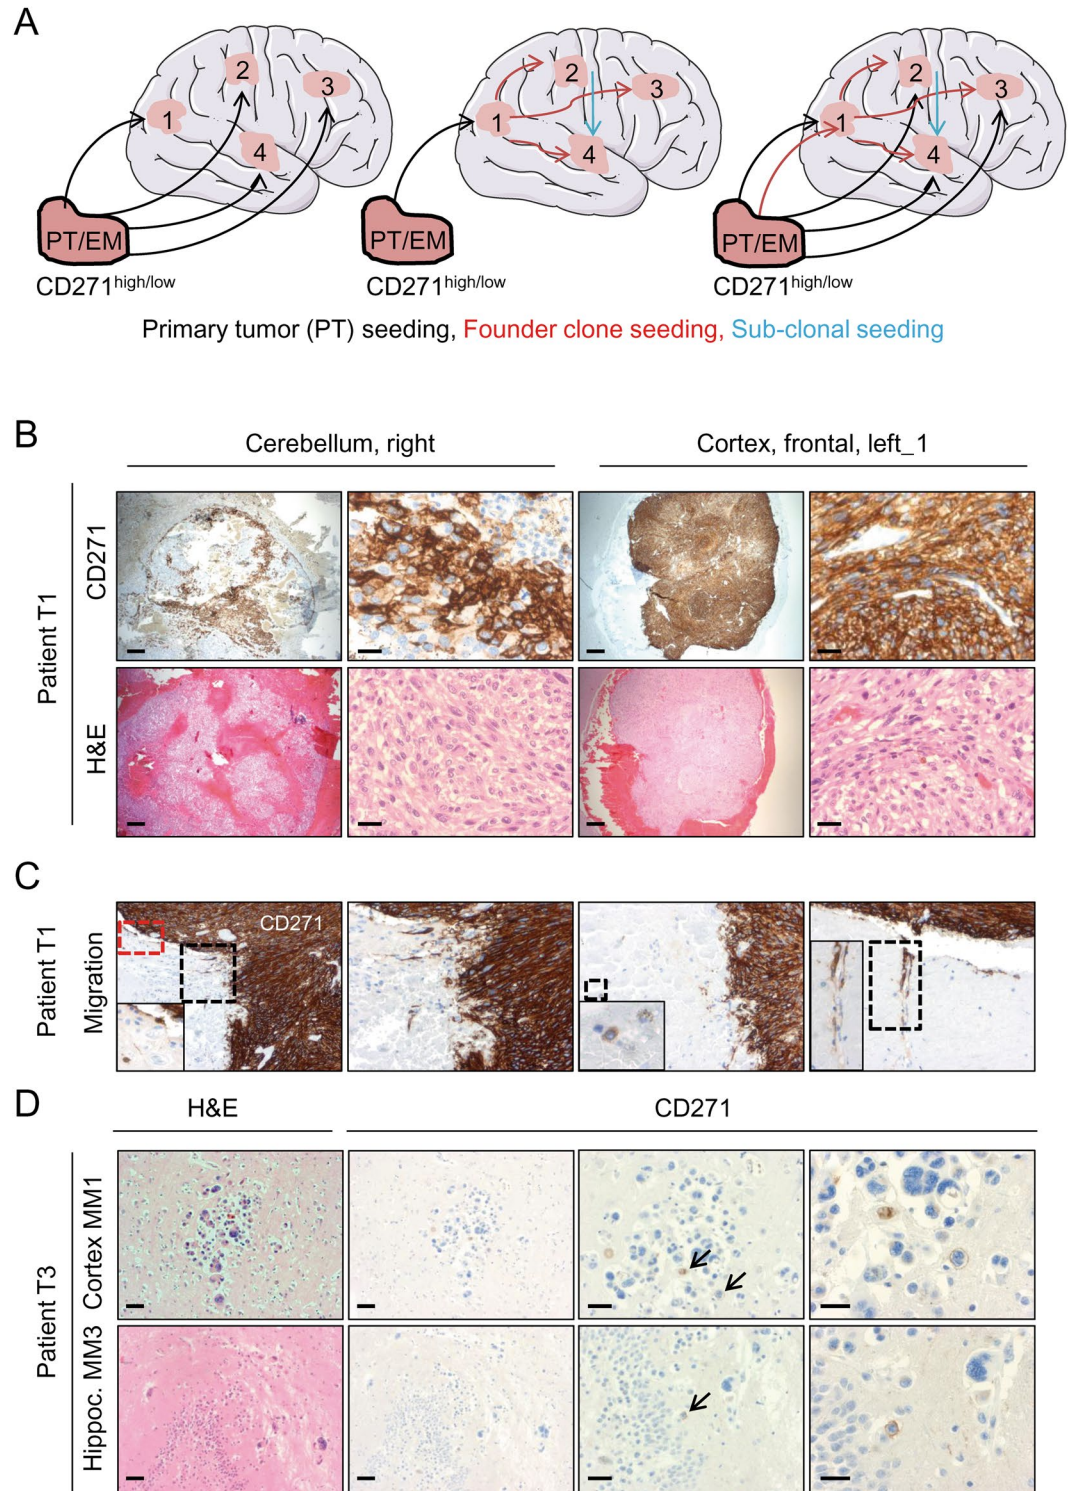 A
1
2
3
4
PT/EM
CD271high/low
1
2
3
4
PT/EM
CD271high/low
1
2
3
4
PT/EM
CD271high/low
Primary tumor (PT) seeding, Founder clone seeding, Sub-clonal seeding
B
Cerebellum, right
Cortex, frontal, left_1
Patient T1
CD271
H&E
C
Patient T1
Migration
CD271
D
H&E
CD271
Patient T3
Cortex MM1
Hippoc. MM3